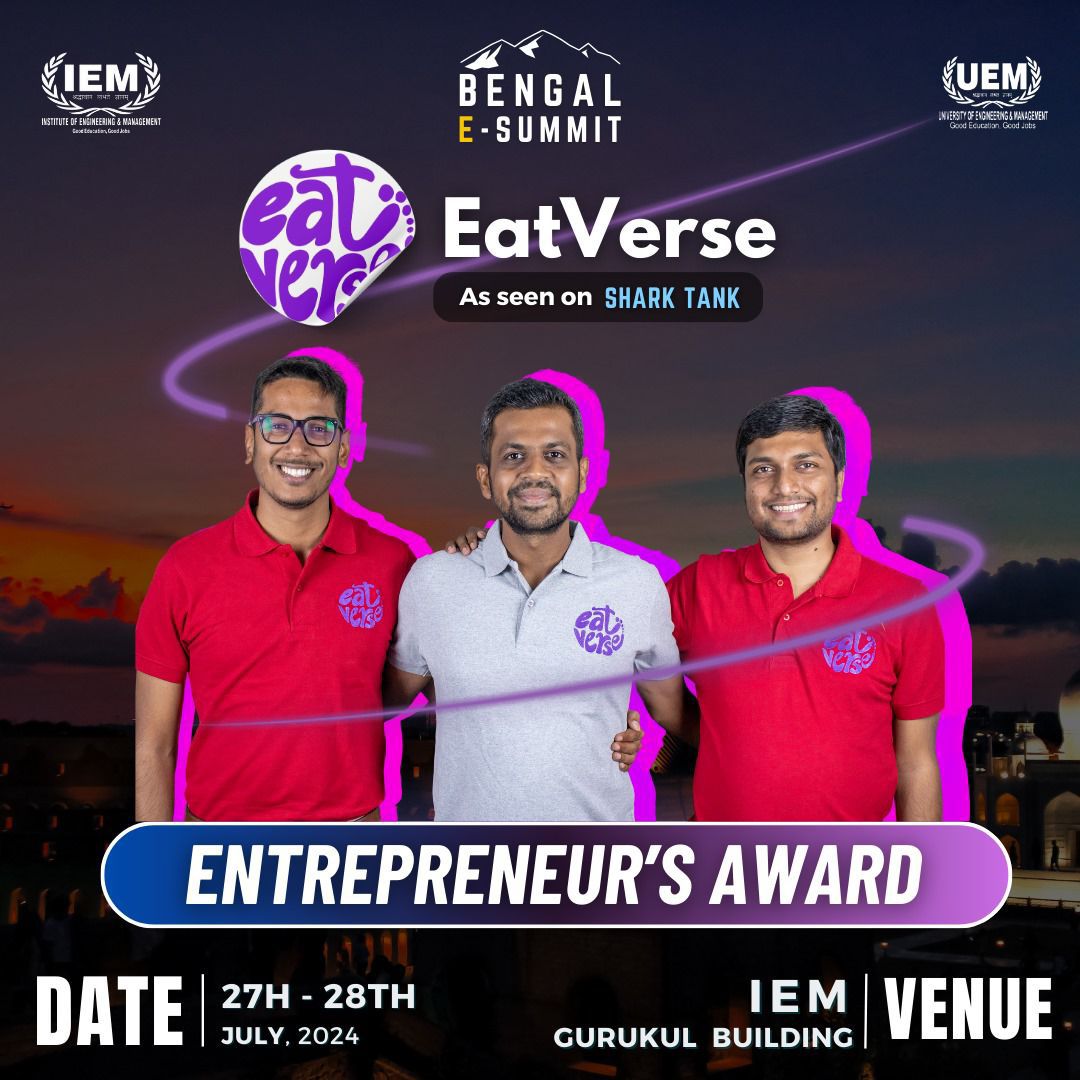 IEM
INSTITUTE OF ENGINEERING & MANAGEMENT
Good Education, Good Jobs
BENGAL
E-SUMMIT
UEM
UNIVERSITY OF ENGINEERING & MANAGEMENT
Good Education, Good Jobs
eat
verse
EatVerse
As seen on SHARK TANK
eat
verse
eat
verse
eat
verse
ENTREPRENEUR'S AWARD
DATE
27H - 28TH
JULY, 2024
IEM
GURUKUL BUILDING
VENUE